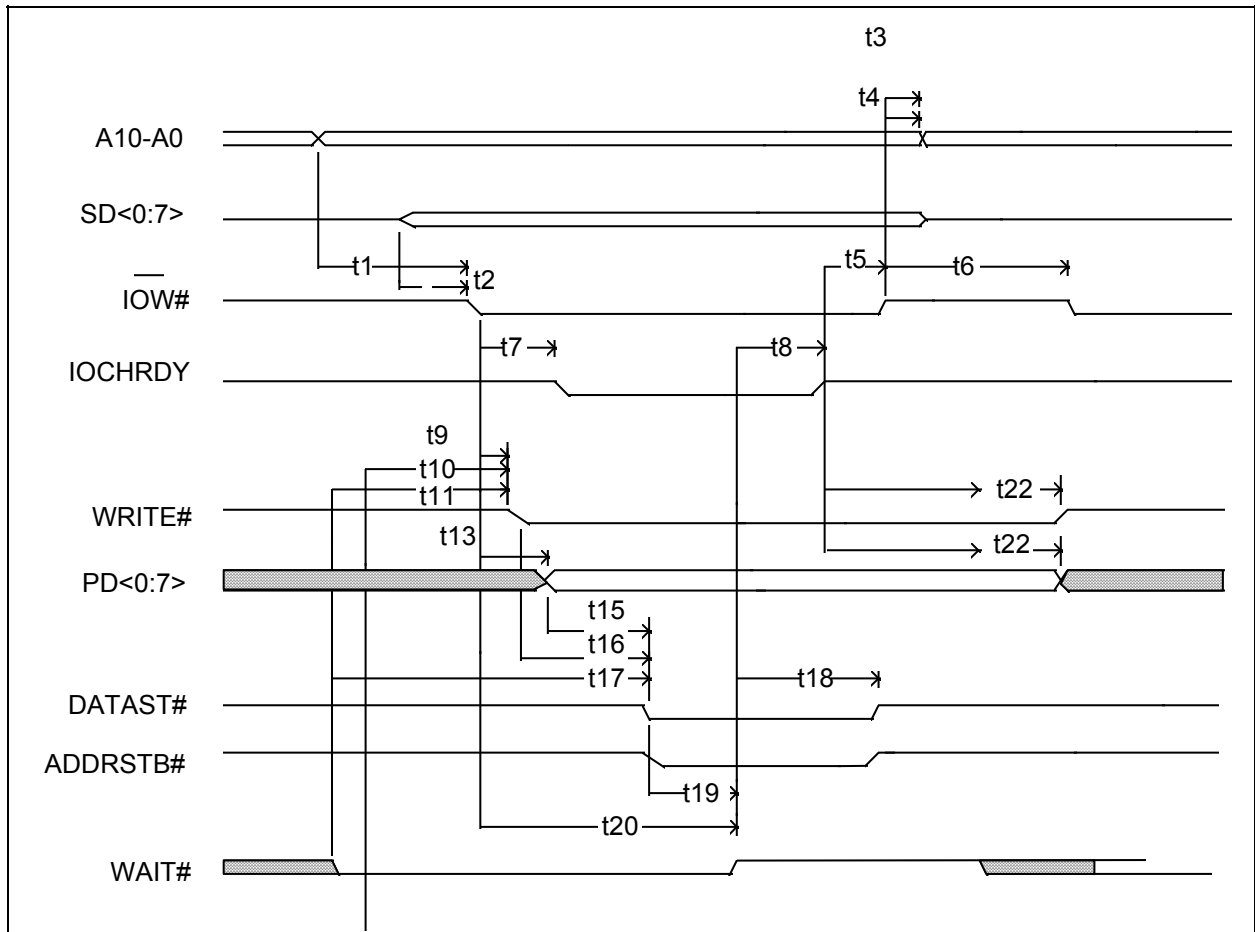 t3
t4
A10-A0
SD<0:7>
t1
t2
t5
t6
IOW#
t7
t8
IOCHRDY
t9
t10
t11
t22
WRITE#
t13
t22
PD<0:7>
t15
t16
t17
t18
DATAST#
ADDRSTB#
t19
t20
WAIT#